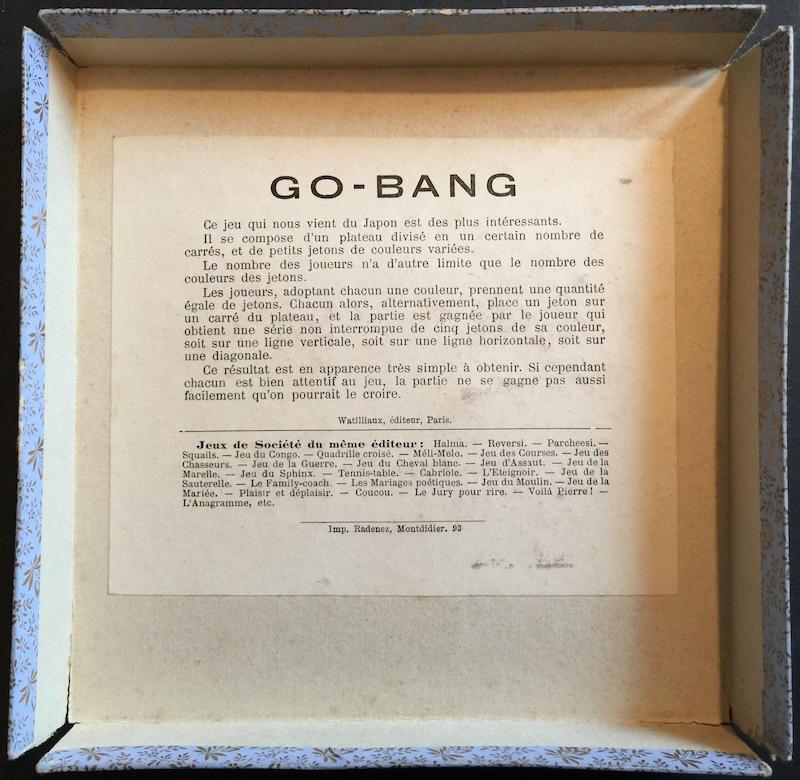 GO-BANG
Ce jeu qui nous vient du Japon est des plus intéressants.
Il se compose d'un plateau divisé en un certain nombre de
carrés, et de petits jetons de couleurs variées.
Le nombre des joueurs n'a d'autre limite que le nombre des
couleurs des jetons.
Les joueurs, adoptant chacun une couleur, prennent une quantité
égale de jetons. Chacun alors, alternativement, place un jeton sur
un carré du plateau, et la partie est gagnée par le joueur qui
obtient une série non interrompue de cinq jetons de sa couleur,
soit sur une ligne verticale, soit sur une ligne horizontale, soit sur
une diagonale.
Ce résultat est en apparence très simple à obtenir. Si cependant
chacun est bien attentif au jeu, la partie ne se gagne pas aussi
facilement qu'on pourrait le croire.
Watilliaux, éditeur, Paris.
Jeux de Société du même éditeur : Halma. — Reversi. — Parcheesi. —
Squails. — Jeu du Congo. — Quadrille croisé. — Méli-Melo. — Jeu des Courses. — Jeu des
Chasseurs. — Jeu de la Guerre. — Jeu du Cheval blanc. — Jeu d'Assaut. — Jeu de la
Marelle. — Jeu du Sphinx. — Tennis-table. — Cabriole. — L'Eteignoir. — Jeu de la
Sauterelle. — Le Family-coach. — Les Mariages poétiques. — Jeu du Moulin. — Jeu de la
Mariée. — Plaisir et déplaisir. — Coucou. — Le Jury pour rire. — Voilà Pierre ! —
L'Anagramme, etc.
Imp. Radenez, Montdidier. 93